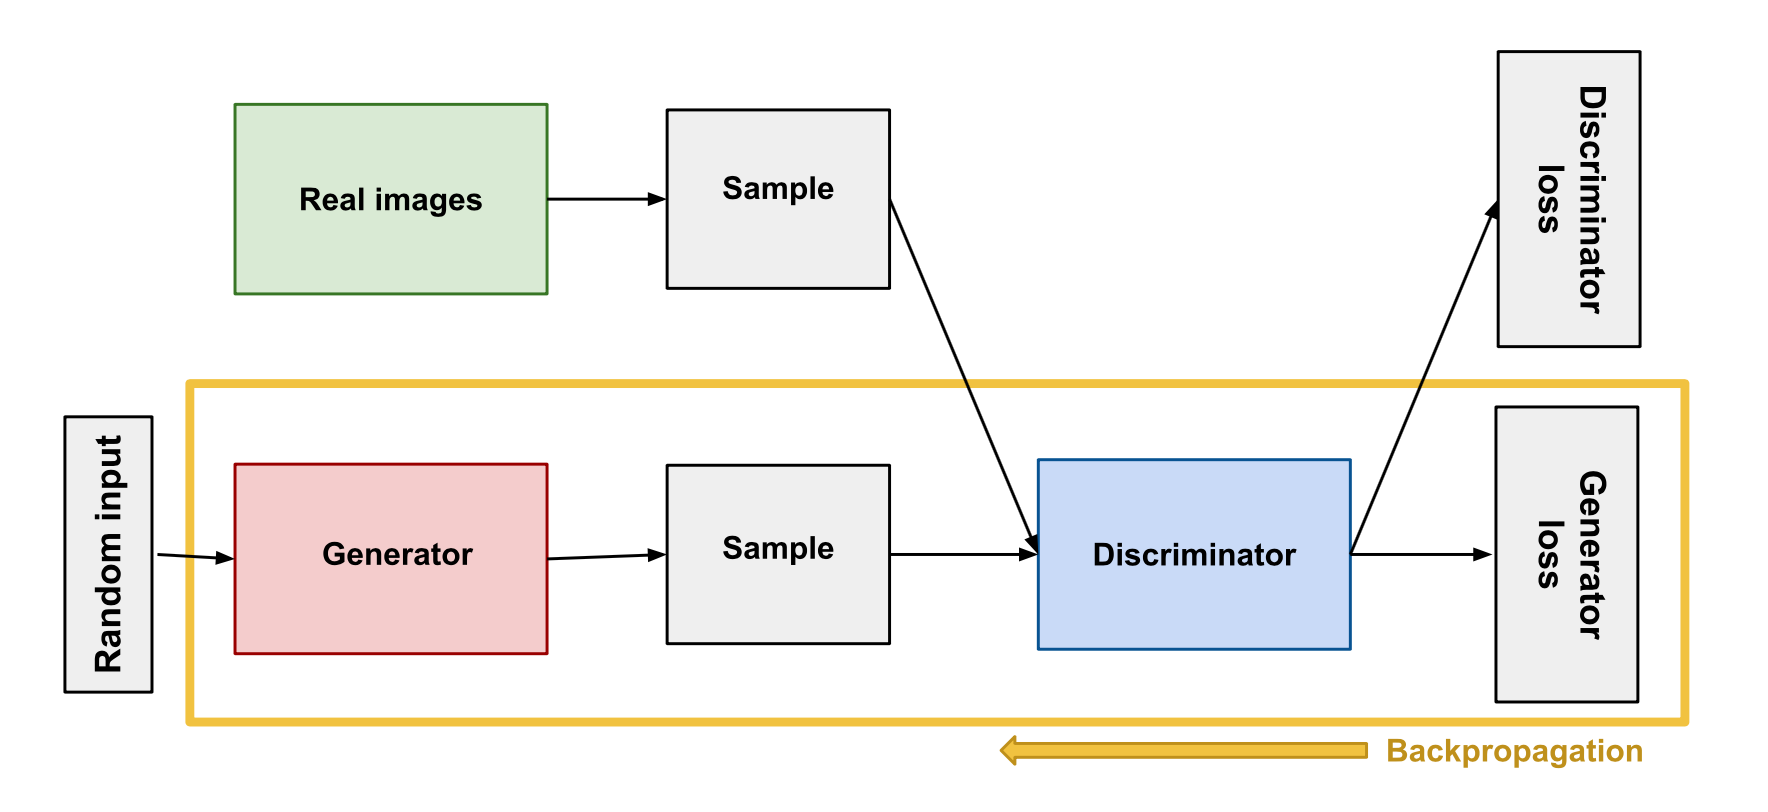 Real images
Sample
Discriminator
loss
Random input
Generator
Sample
Discriminator
Generator
loss
Backpropagation